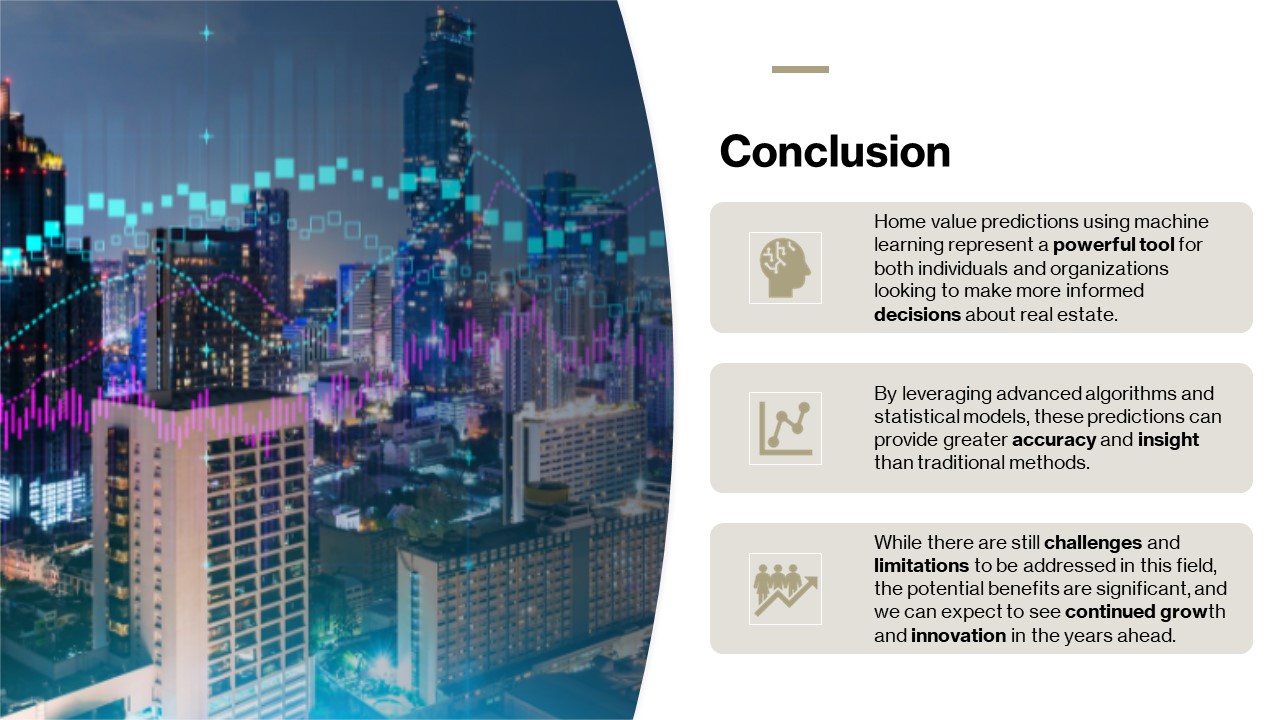 Conclusion
Home value predictions using machine
learning represent a powerful tool for
both individuals and organizations
looking to make more informed
decisions about real estate.
By leveraging advanced algorithms and
statistical models, these predictions can
provide greater accuracy and insight
than traditional methods.
While there are still challenges and
limitations to be addressed in this field,
the potential benefits are significant, and
we can expect to see continued growth
and innovation in the years ahead.